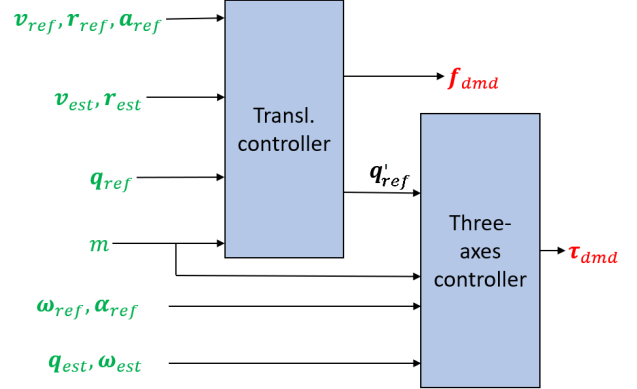 v_ref, r_ref, a_ref
v_est, r_est
q_ref
m
ω_ref, α_ref
q_est, ω_est
Transl.
controller
f_dmd
q'_ref
Three-
axes
controller
τ_dmd